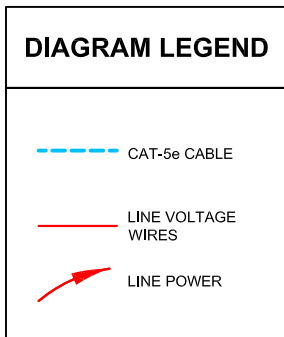 DIAGRAM LEGEND
CAT-5e CABLE
LINE VOLTAGE
WIRES
LINE POWER